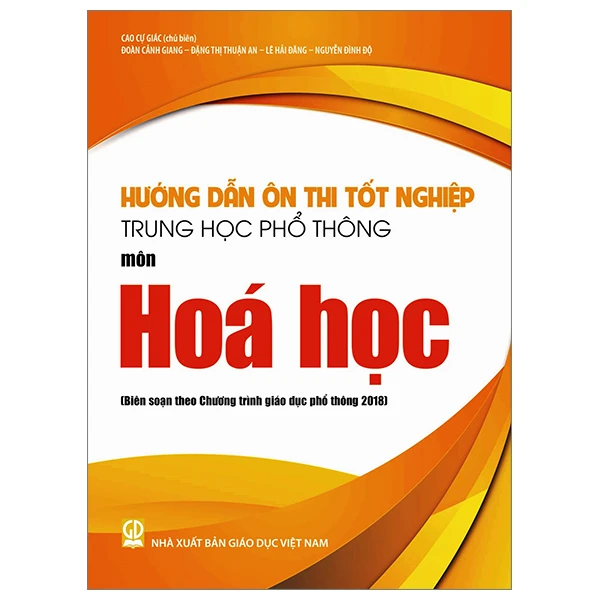 CAO CỰ GIÁC (chủ biên)
ĐOÀN CẢNH GIANG – ĐẶNG THỊ THUẬN AN – LÊ HẢI ĐĂNG – NGUYỄN ĐÌNH ĐỘ
HƯỚNG DẪN ÔN THI TỐT NGHIỆP
TRUNG HỌC PHỔ THÔNG
môn
Hoá học
(Biên soạn theo Chương trình giáo dục phổ thông 2018)
GD
NHÀ XUẤT BẢN GIÁO DỤC VIỆT NAM